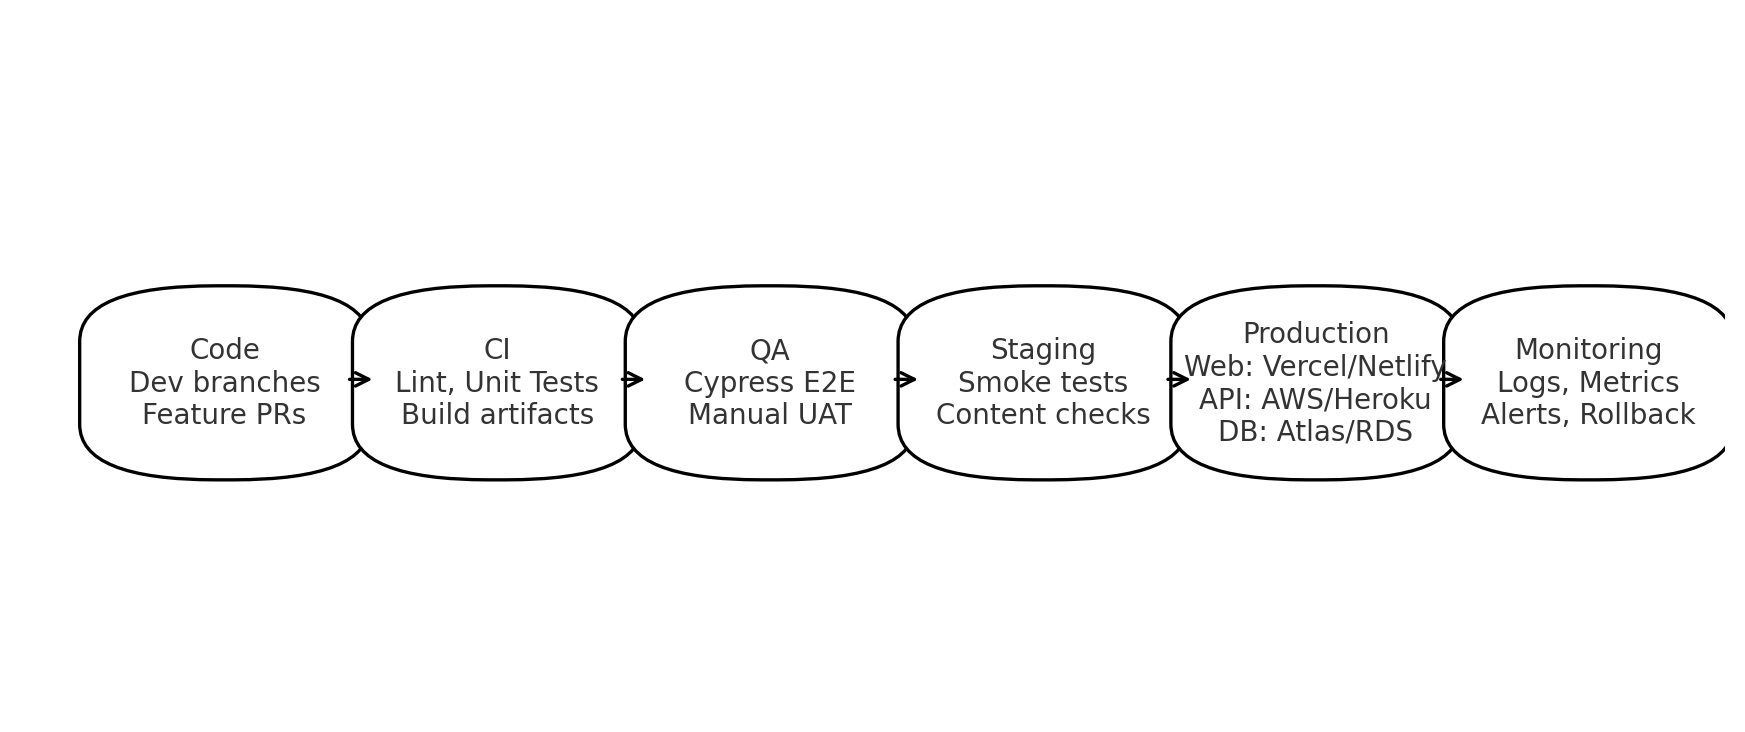 Code
Dev branches
Feature PRs
CI
Lint, Unit Tests
Build artifacts
QA
Cypress E2E
Manual UAT
Staging
Smoke tests
Content checks
Production
Web: Vercel/Netlify
API: AWS/Heroku
DB: Atlas/RDS
Monitoring
Logs, Metrics
Alerts, Rollback